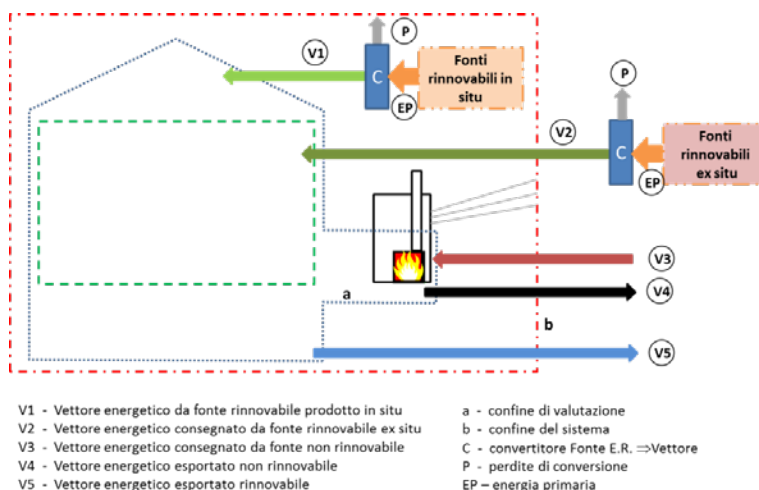 P
V1
C
Fonti
rinnovabili in
situ
EP
P
V2
C
Fonti
rinnovabili
ex situ
EP
V3
a
V4
b
V5
V1 - Vettore energetico da fonte rinnovabile prodotto in situ
V2 - Vettore energetico consegnato da fonte rinnovabile ex situ
V3 - Vettore energetico consegnato da fonte non rinnovabile
V4 - Vettore energetico esportato non rinnovabile
V5 - Vettore energetico esportato rinnovabile
a - confine di valutazione
b - confine del sistema
C - convertitore Fonte E.R. ⇒Vettore
P - perdite di conversione
EP – energia primaria